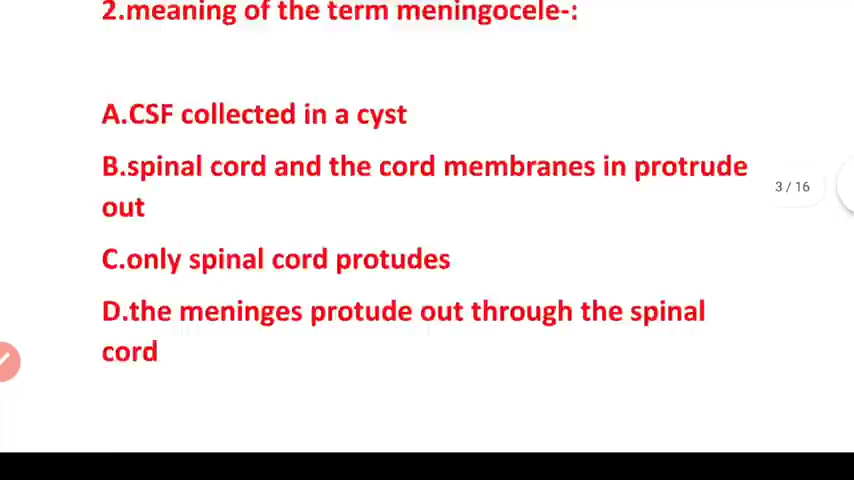 2.meaning of the term meningocele-:
A.CSF collected in a cyst
B.spinal cord and the cord membranes in protrude
out
3 / 16
C.only spinal cord protudes
D.the meninges protude out through the spinal
cord